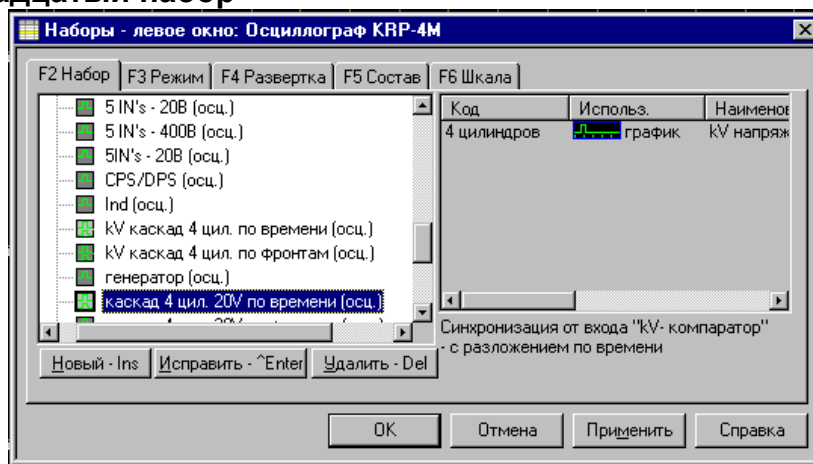 набор
Наборы - левое окно: Осциллограф KRP-4M
F2 Набор F3 Режим F4 Развертка F5 Состав F6 Шкала
5 IN's - 20В (осц.)
5 IN's - 400В (осц.)
5IN's - 20В (осц.)
CPS/DPS (осц.)
Ind (осц.)
kV каскад 4 цил. по времени (осц.)
kV каскад 4 цил. по фронтам (осц.)
генератор (осц.)
каскад 4 цил. 20V по времени (осц.)
Код Использ. Наименов
4 цилиндров график kV напряж
Синхронизация от входа "kV- компаратор"
- с разложением по времени
Новый - Ins Исправить - ^Enter Удалить - Del
OK Отмена Применить Справка